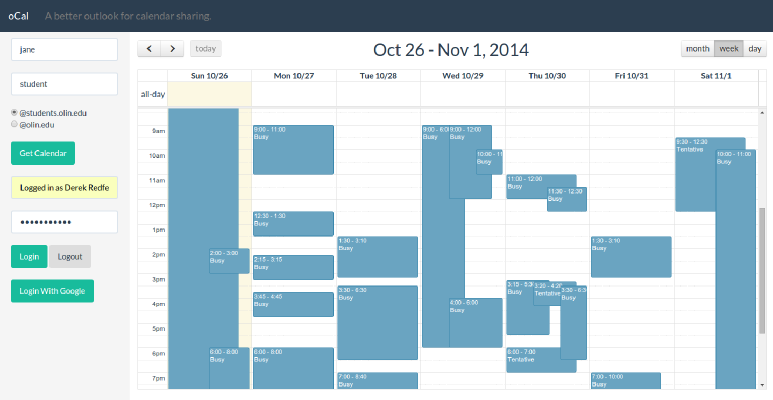 oCal A better outlook for calendar sharing.
jane
student
@students.olin.edu
@olin.edu
Get Calendar
Logged in as Derek Redfe
Login Logout
Login With Google
today Oct 26 - Nov 1, 2014 month week day
Sun 10/26 Mon 10/27 Tue 10/28 Wed 10/29 Thu 10/30 Fri 10/31 Sat 11/1
all-day
9am
10am
11am
12pm
1pm
2pm
3pm
4pm
5pm
6pm
7pm
2:00 - 3:00
Busy
6:00 - 8:00
Busy
9:00 - 11:00
Busy
12:30 - 1:30
Busy
2:15 - 3:15
Busy
3:45 - 4:45
Busy
6:00 - 8:00
Busy
1:30 - 3:10
Busy
3:30 - 6:30
Busy
7:00 - 8:40
Busy
9:00 - 6:0
Busy
9:00 - 12:00
Busy
10:00 - 11
Busy
4:00 - 6:00
Busy
11:00 - 12:00
Busy
11:30 - 12:30
Busy
3:15 - 5:3
Busy
3:30 - 4:3
Tentative
3:30 - 6:3
Busy
6:00 - 7:00
Tentative
1:30 - 3:10
Busy
7:00 - 10:00
Busy
9:30 - 12:30
Tentative
10:00 - 11:00
Busy